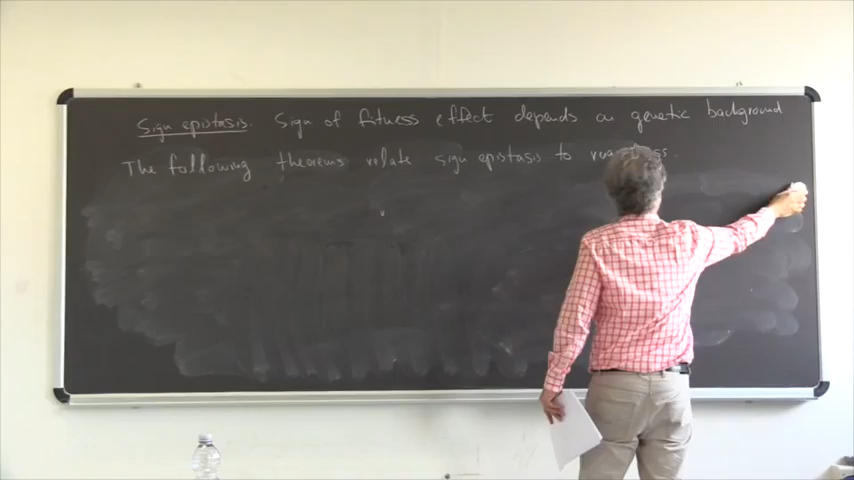 Sign epistasis. Sign of fitness effect depends on genetic background
The following theorems relate sign epistasis to